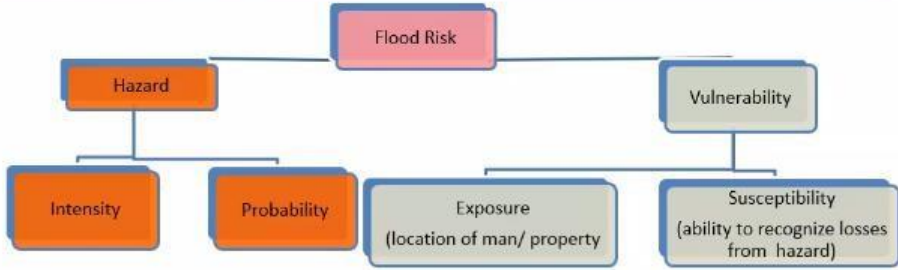 Flood Risk
Hazard
Vulnerability
Intensity
Probability
Exposure
(location of man/ property
Susceptibility
(ability to recognize losses
from hazard)